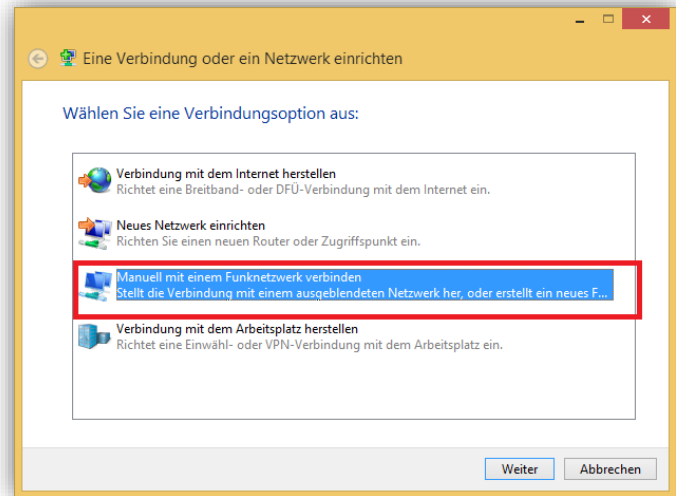 Eine Verbindung oder ein Netzwerk einrichten
Wählen Sie eine Verbindungsoption aus:
Verbindung mit dem Internet herstellen
Richtet eine Breitband- oder DFÜ-Verbindung mit dem Internet ein.
Neues Netzwerk einrichten
Richten Sie einen neuen Router oder Zugriffspunkt ein.
Manuell mit einem Funknetzwerk verbinden
Stellt die Verbindung mit einem ausgeblendeten Netzwerk her, oder erstellt ein neues F...
Verbindung mit dem Arbeitsplatz herstellen
Richtet eine Einwähl- oder VPN-Verbindung mit dem Arbeitsplatz ein.
Weiter
Abbrechen